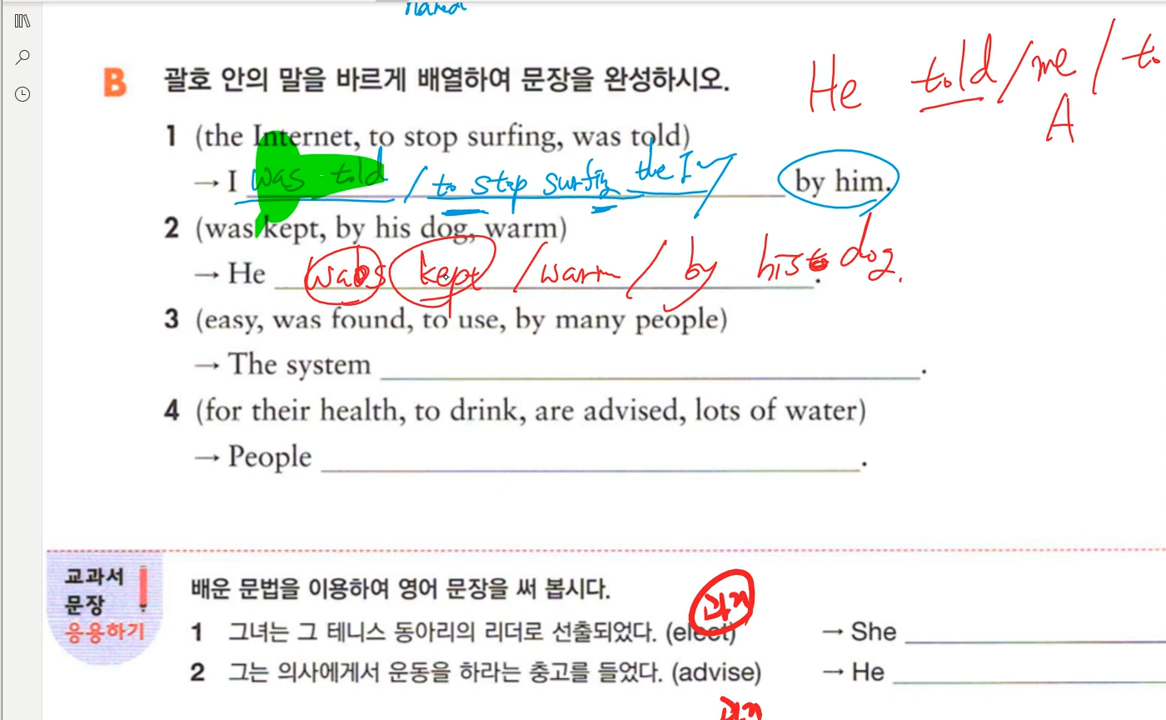 B 괄호 안의 말을 바르게 배열하여 문장을 완성하시오.
He told/me/to
A
1 (the Internet, to stop surfing, was told)
→ I was told / to stop surfing the I / by him.
2 (was kept, by his dog, warm)
→ He was kept / warm / by his dog.
3 (easy, was found, to use, by many people)
→ The system ______.
4 (for their health, to drink, are advised, lots of water)
→ People ______.
교과서
문장
응용하기
배운 문법을 이용하여 영어 문장을 써 봅시다.
과거
1 그녀는 그 테니스 동아리의 리더로 선출되었다. (elect) → She ______
2 그는 의사에게서 운동을 하라는 충고를 들었다. (advise) → He ______